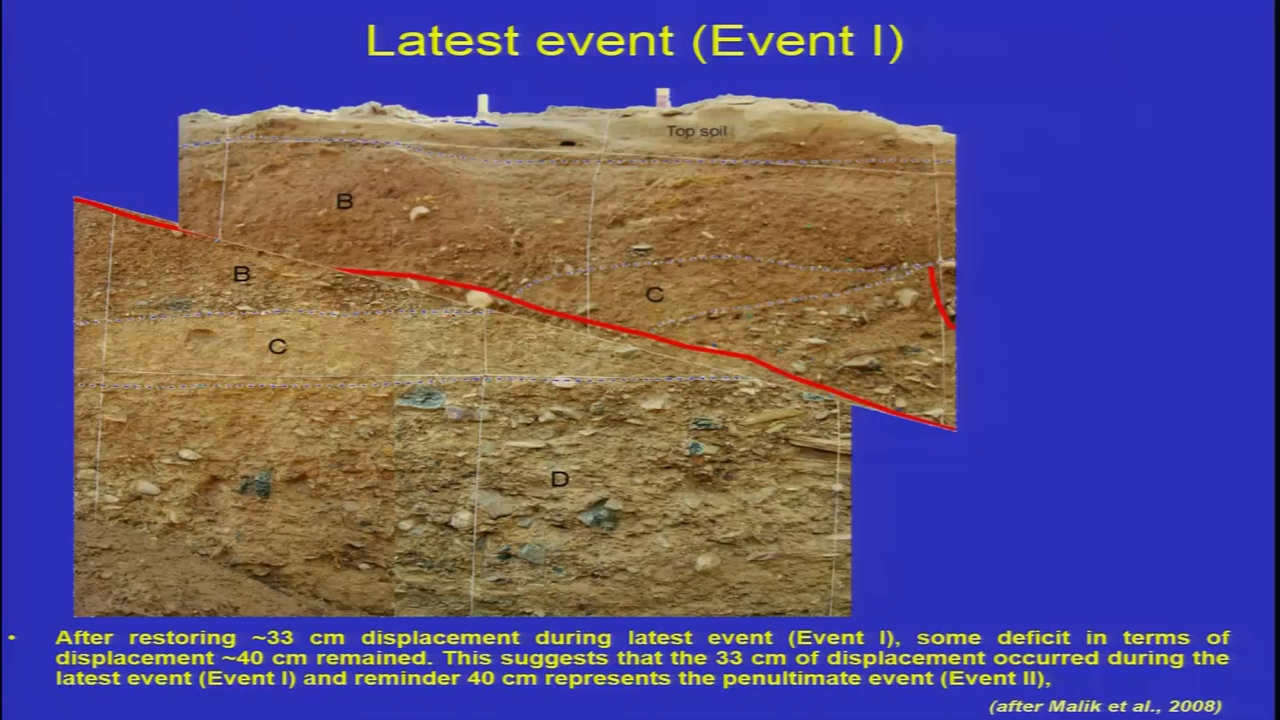 Latest event (Event I)
Top soil
B
B
C
C
D
• After restoring ~33 cm displacement during latest event (Event I), some deficit in terms of
displacement ~40 cm remained. This suggests that the 33 cm of displacement occurred during the
latest event (Event I) and reminder 40 cm represents the penultimate event (Event II),
(after Malik et al., 2008)